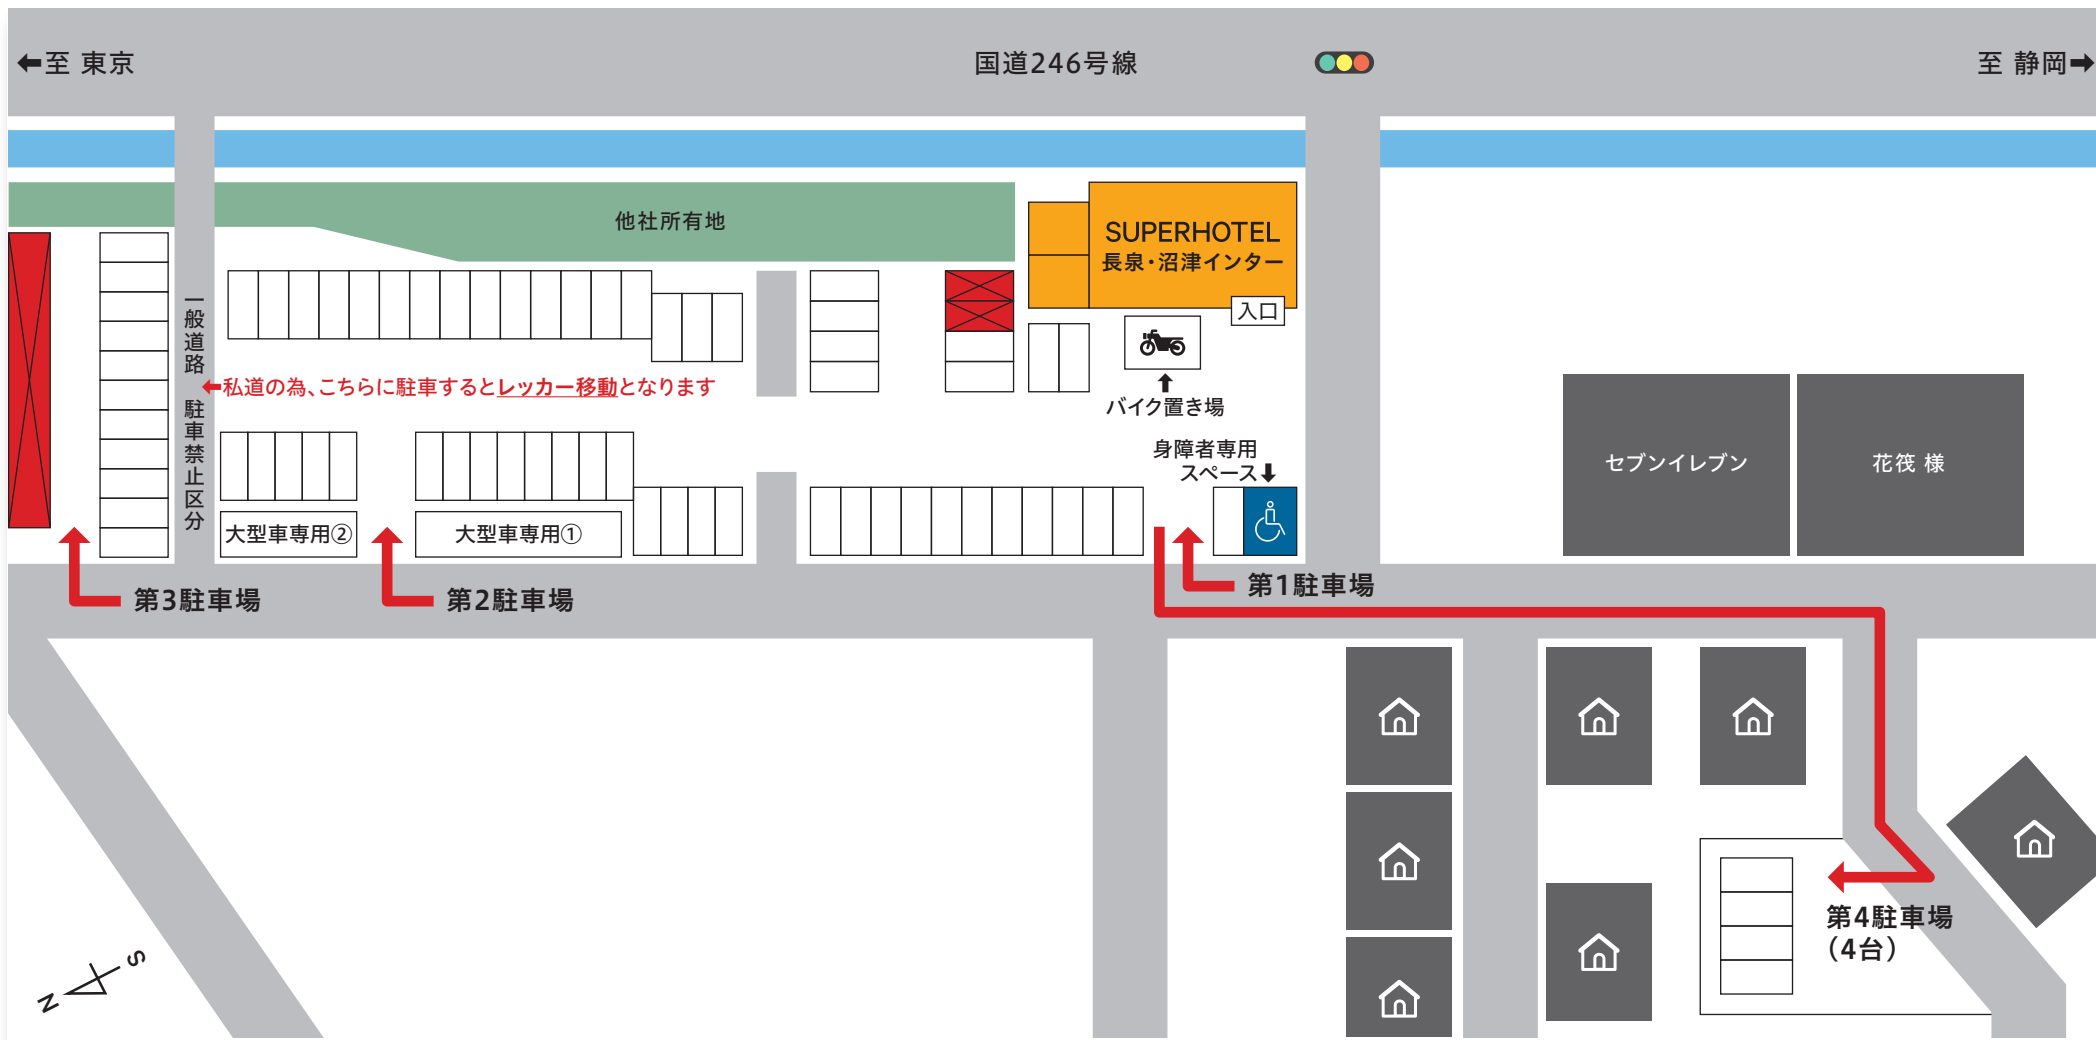 ←至 東京
国道246号線
至 静岡→
他社所有地
SUPERHOTEL
長泉・沼津インター
入口
一般道路 駐車禁止区分
←私道の為、こちらに駐車するとレッカー移動となります
バイク置き場
身障者専用
スペース
セブンイレブン
花筏 様
大型車専用②
大型車専用①
第3駐車場
第2駐車場
第1駐車場
第4駐車場
（4台）
S
N